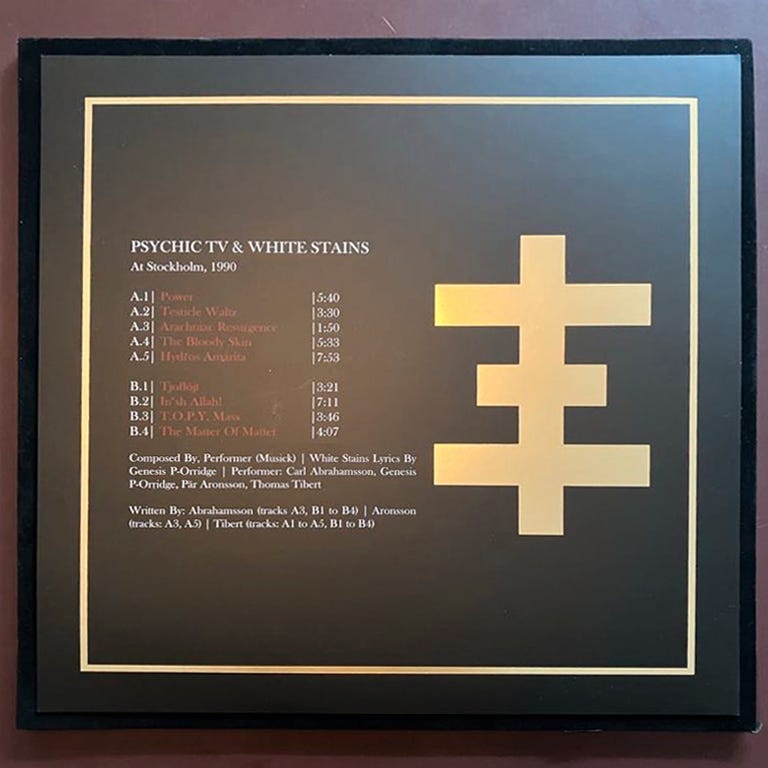 PSYCHIC TV & WHITE STAINS
At Stockholm, 1990
A.1| Power |5:40
A.2| Testicle Waltz |3:30
A.3| Arachniac Resurgence |1:50
A.4| The Bloody Skin |5:33
A.5| Hydros Amarita |7:53
B.1| Tjofföjt |3:21
B.2| In'sh Allah! |7:11
B.3| T.O.P.Y. Mass |3:46
B.4| The Matter Of Matter |4:07
Composed By, Performer (Musick) | White Stains Lyrics By
Genesis P-Orridge | Performer: Carl Abrahamsson, Genesis
P-Orridge, Pär Aronsson, Thomas Tibert
Written By: Abrahamsson (tracks A3, B1 to B4) | Aronsson
(tracks: A3, A5) | Tibert (tracks: A1 to A5, B1 to B4)